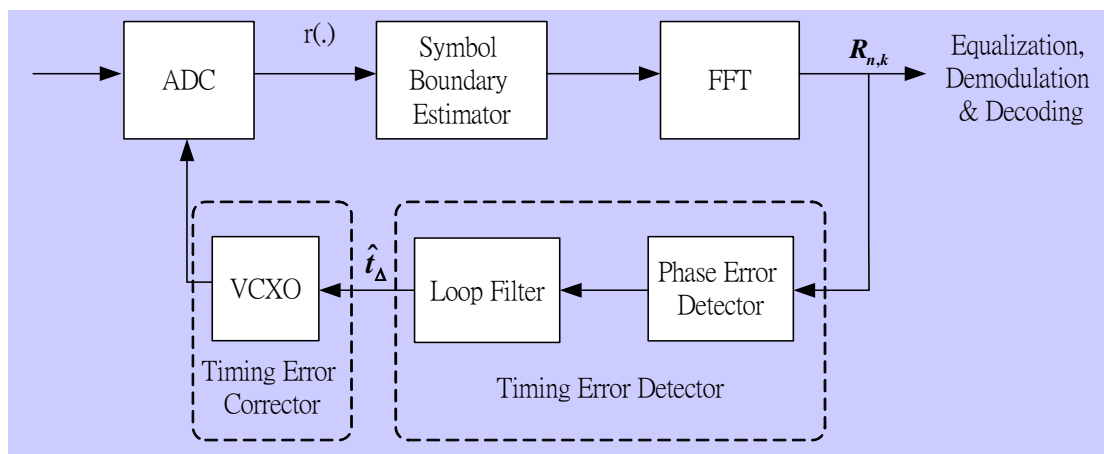 r(.)
ADC
Symbol
Boundary
Estimator
FFT
R_{n,k}
Equalization,
Demodulation
& Decoding
VCXO
\hat{t}_Δ
Loop Filter
Phase Error
Detector
Timing Error
Corrector
Timing Error Detector